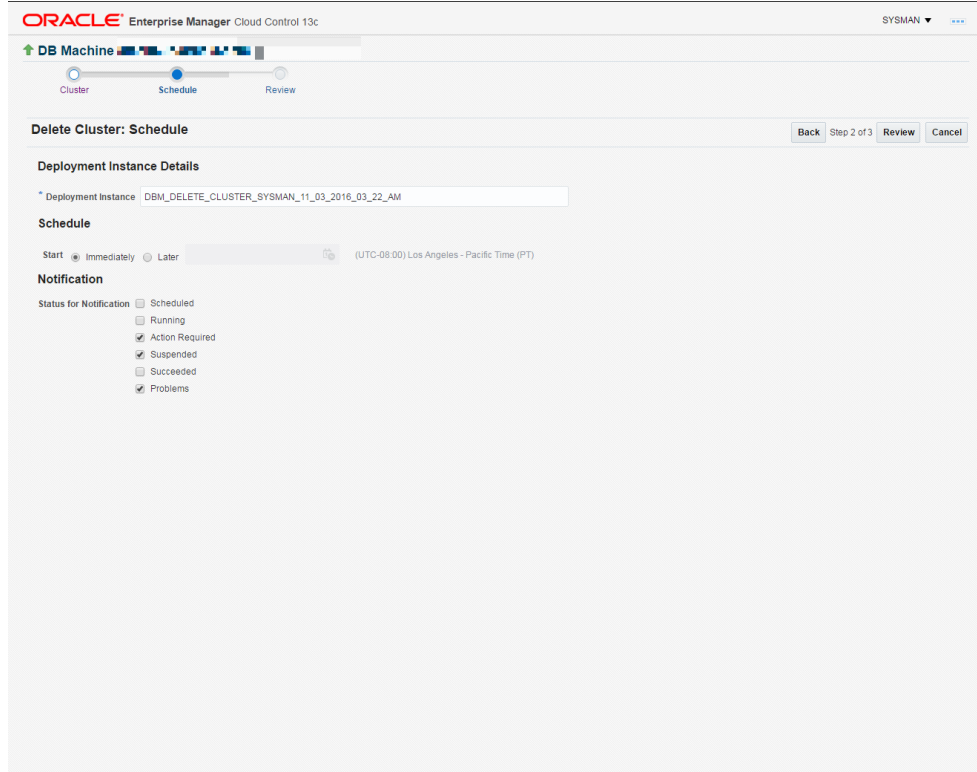 ORACLE® Enterprise Manager Cloud Control 13c
SYSMAN
DB Machine
Cluster
Schedule
Review
Delete Cluster: Schedule
Back Step 2 of 3 Review Cancel
Deployment Instance Details
* Deployment Instance DBM_DELETE_CLUSTER_SYSMAN_11_03_2016_03_22_AM
Schedule
Start Immediately Later (UTC-08:00) Los Angeles - Pacific Time (PT)
Notification
Status for Notification Scheduled
Running
Action Required
Suspended
Succeeded
Problems